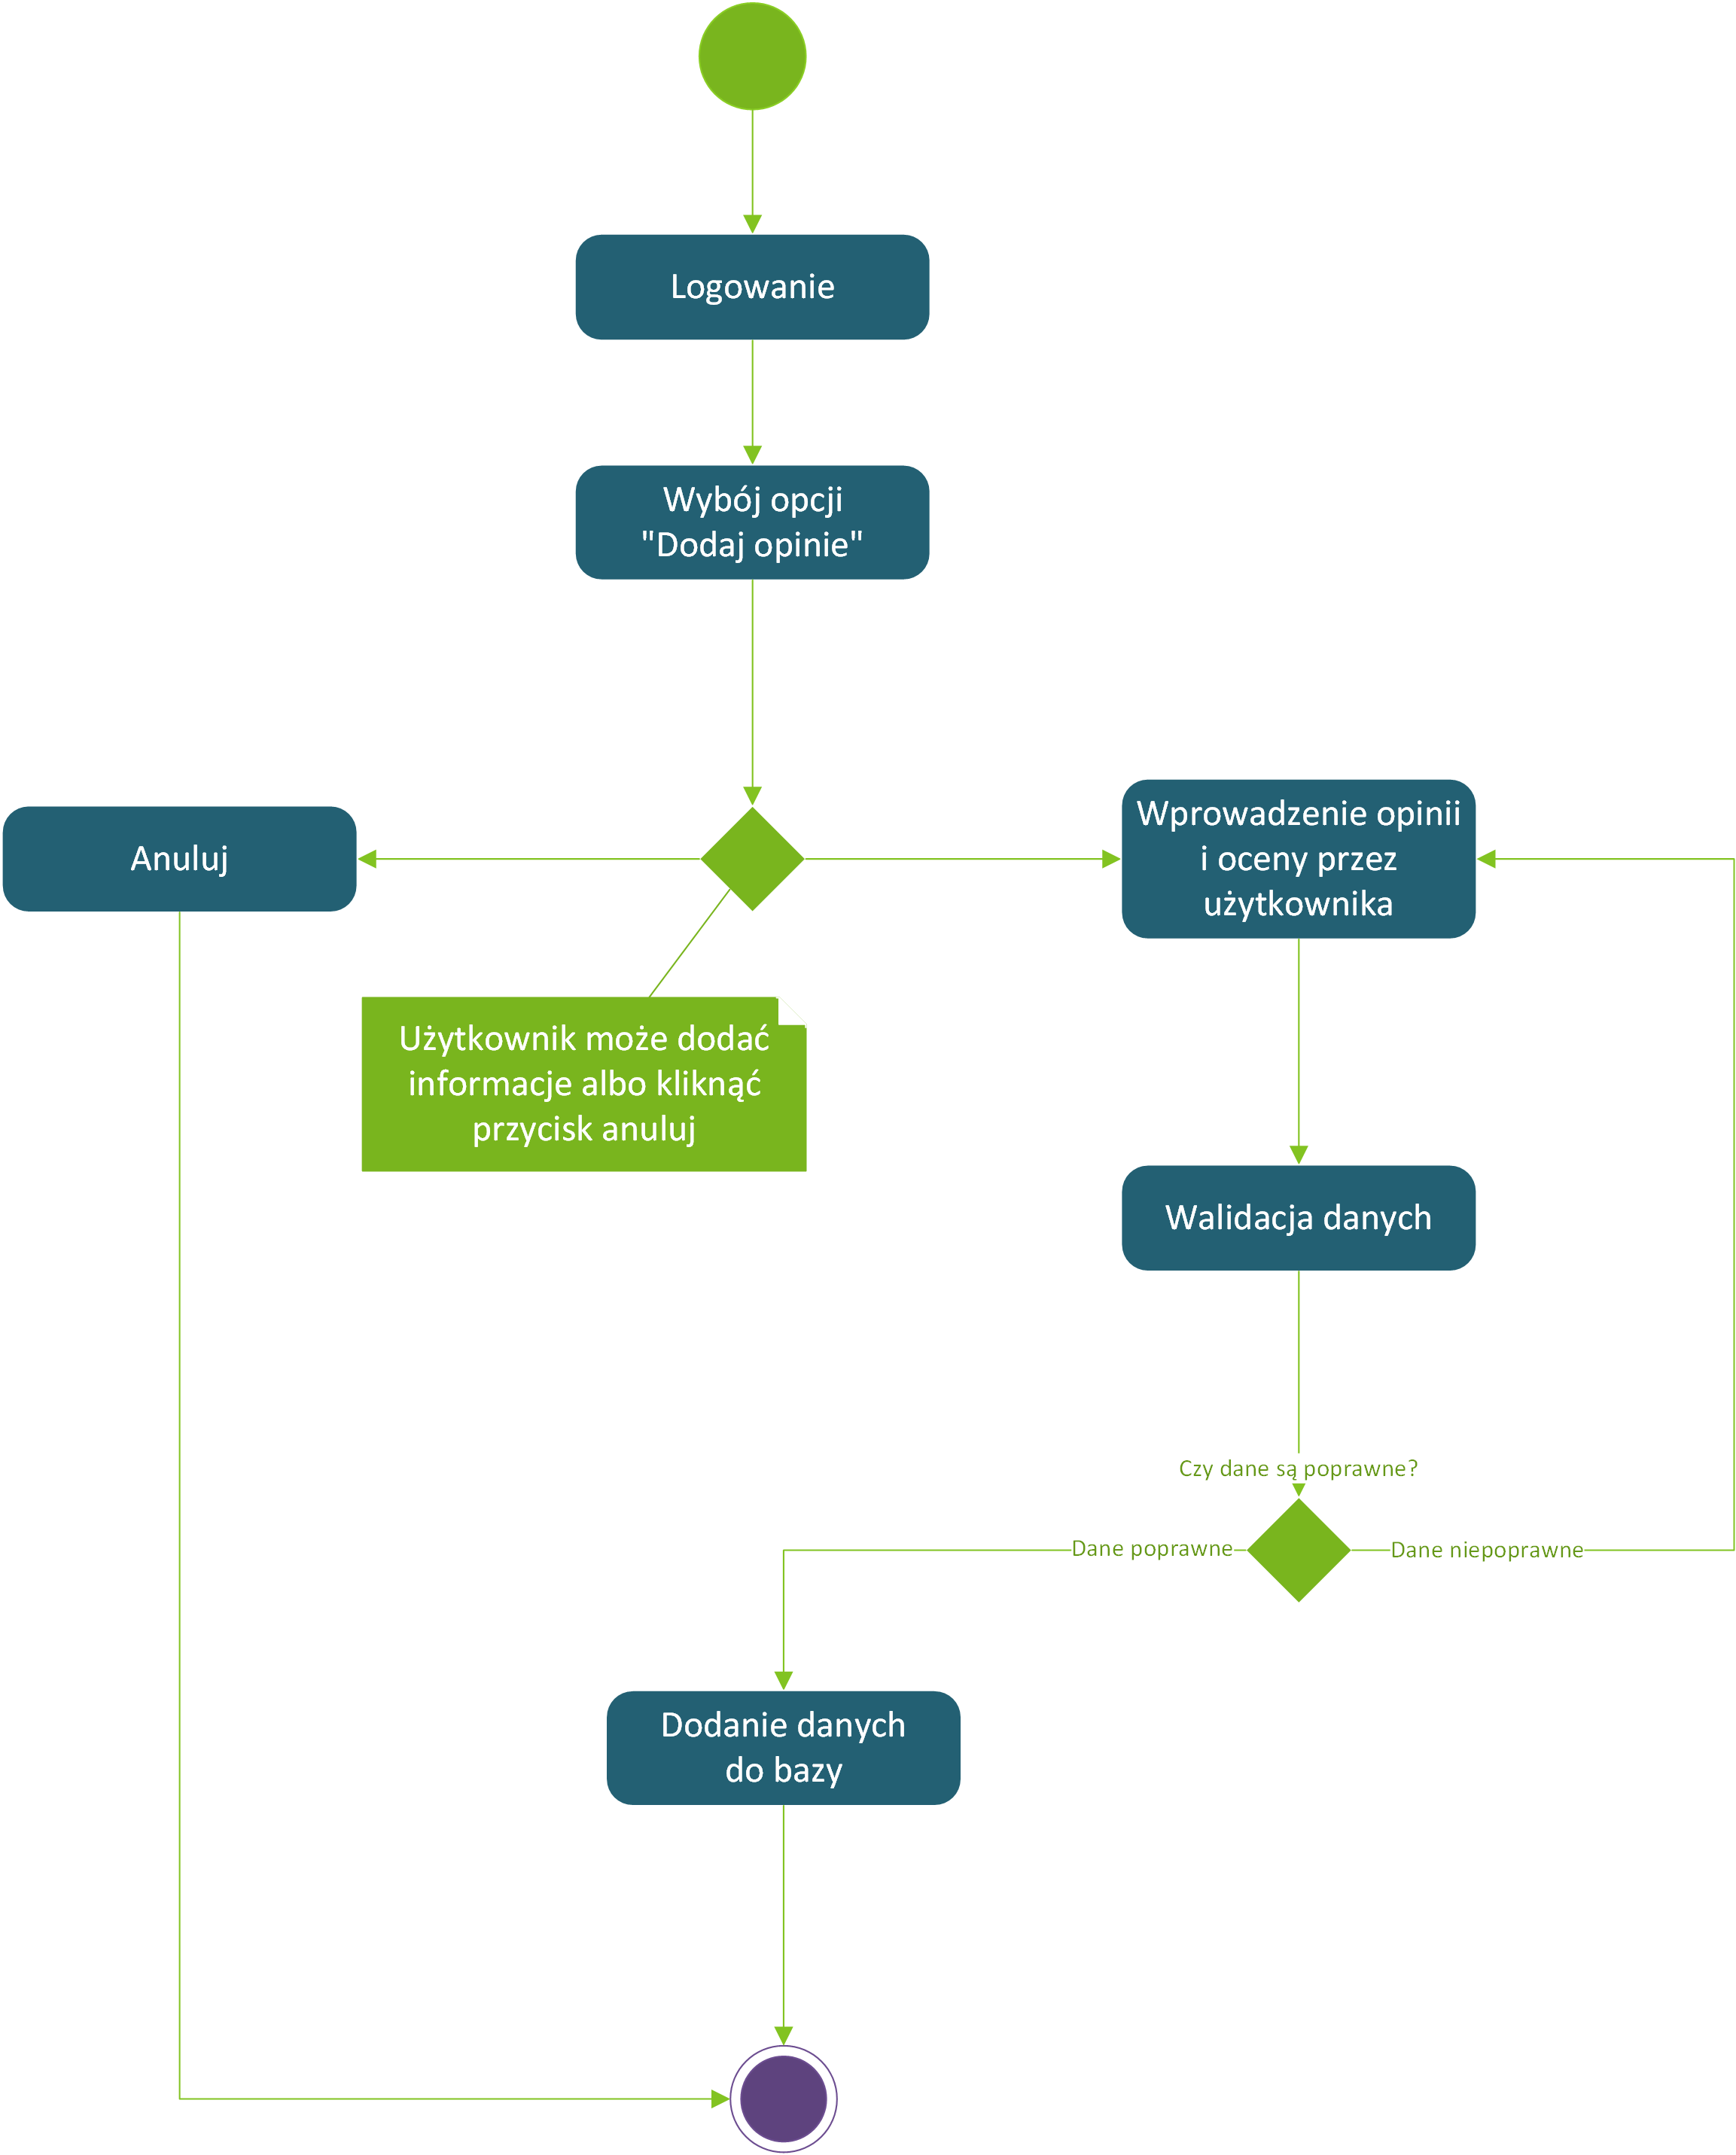 Logowanie
Wybój opcji
"Dodaj opinie"
Anuluj
Wprowadzenie opinii
i oceny przez
użytkownika
Użytkownik może dodać
informacje albo kliknąć
przycisk anuluj
Walidacja danych
Czy dane są poprawne?
Dane poprawne
Dane niepoprawne
Dodanie danych
do bazy